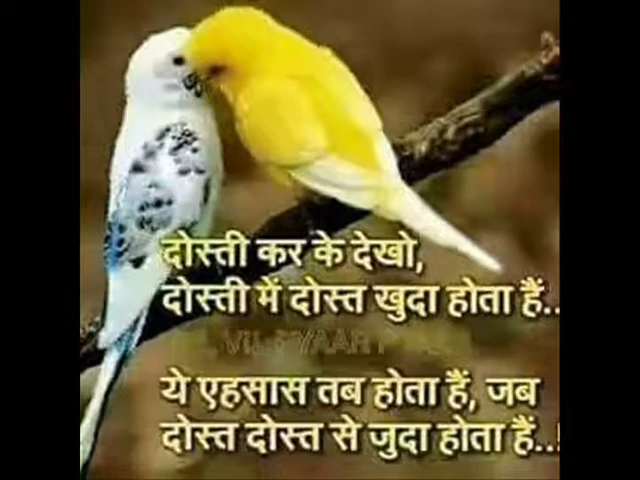 दोस्ती कर के देखो,
दोस्ती में दोस्त खुदा होता हैं..
ये एहसास तब होता हैं, जब
दोस्त दोस्त से जुदा होता हैं..!